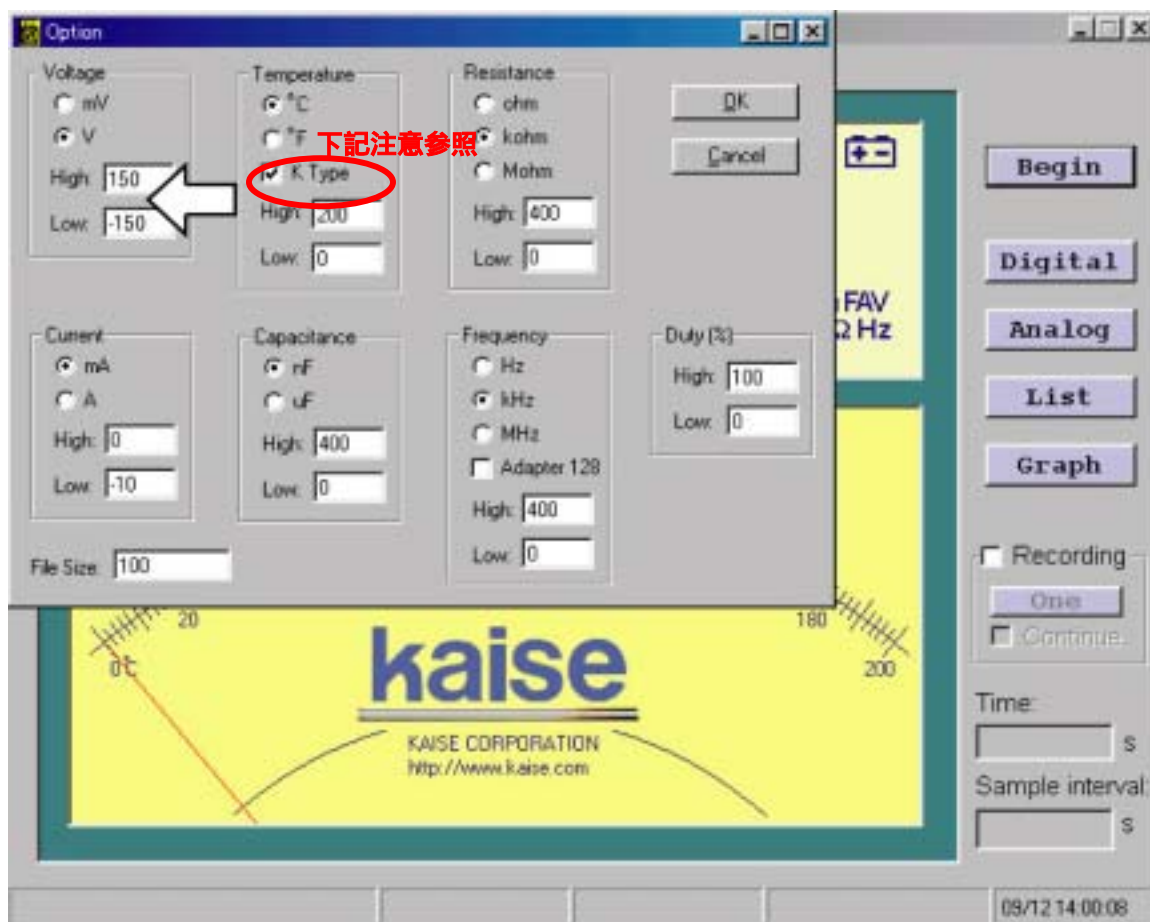 Option
Voltage
mV
V
High: 150
Low: -150
Temperature
°C
°F
下記注意参照
K Type
High: 200
Low: 0
Resistance
ohm
kohm
Mohm
High: 400
Low: 0
OK
Cancel
Current
mA
A
High: 0
Low: -10
Capacitance
nF
uF
High: 400
Low: 0
Frequency
Hz
kHz
MHz
Adapter 128
High: 400
Low: 0
Duty (%)
High: 100
Low: 0
File Size: 100
FAV
Ω Hz
Begin
Digital
Analog
List
Graph
Recording
One
Continue
Time:
s
Sample interval:
s
20
180
0°C
200
kaise
KAISE CORPORATION
http://www.kaise.com
09/12 14:00:08